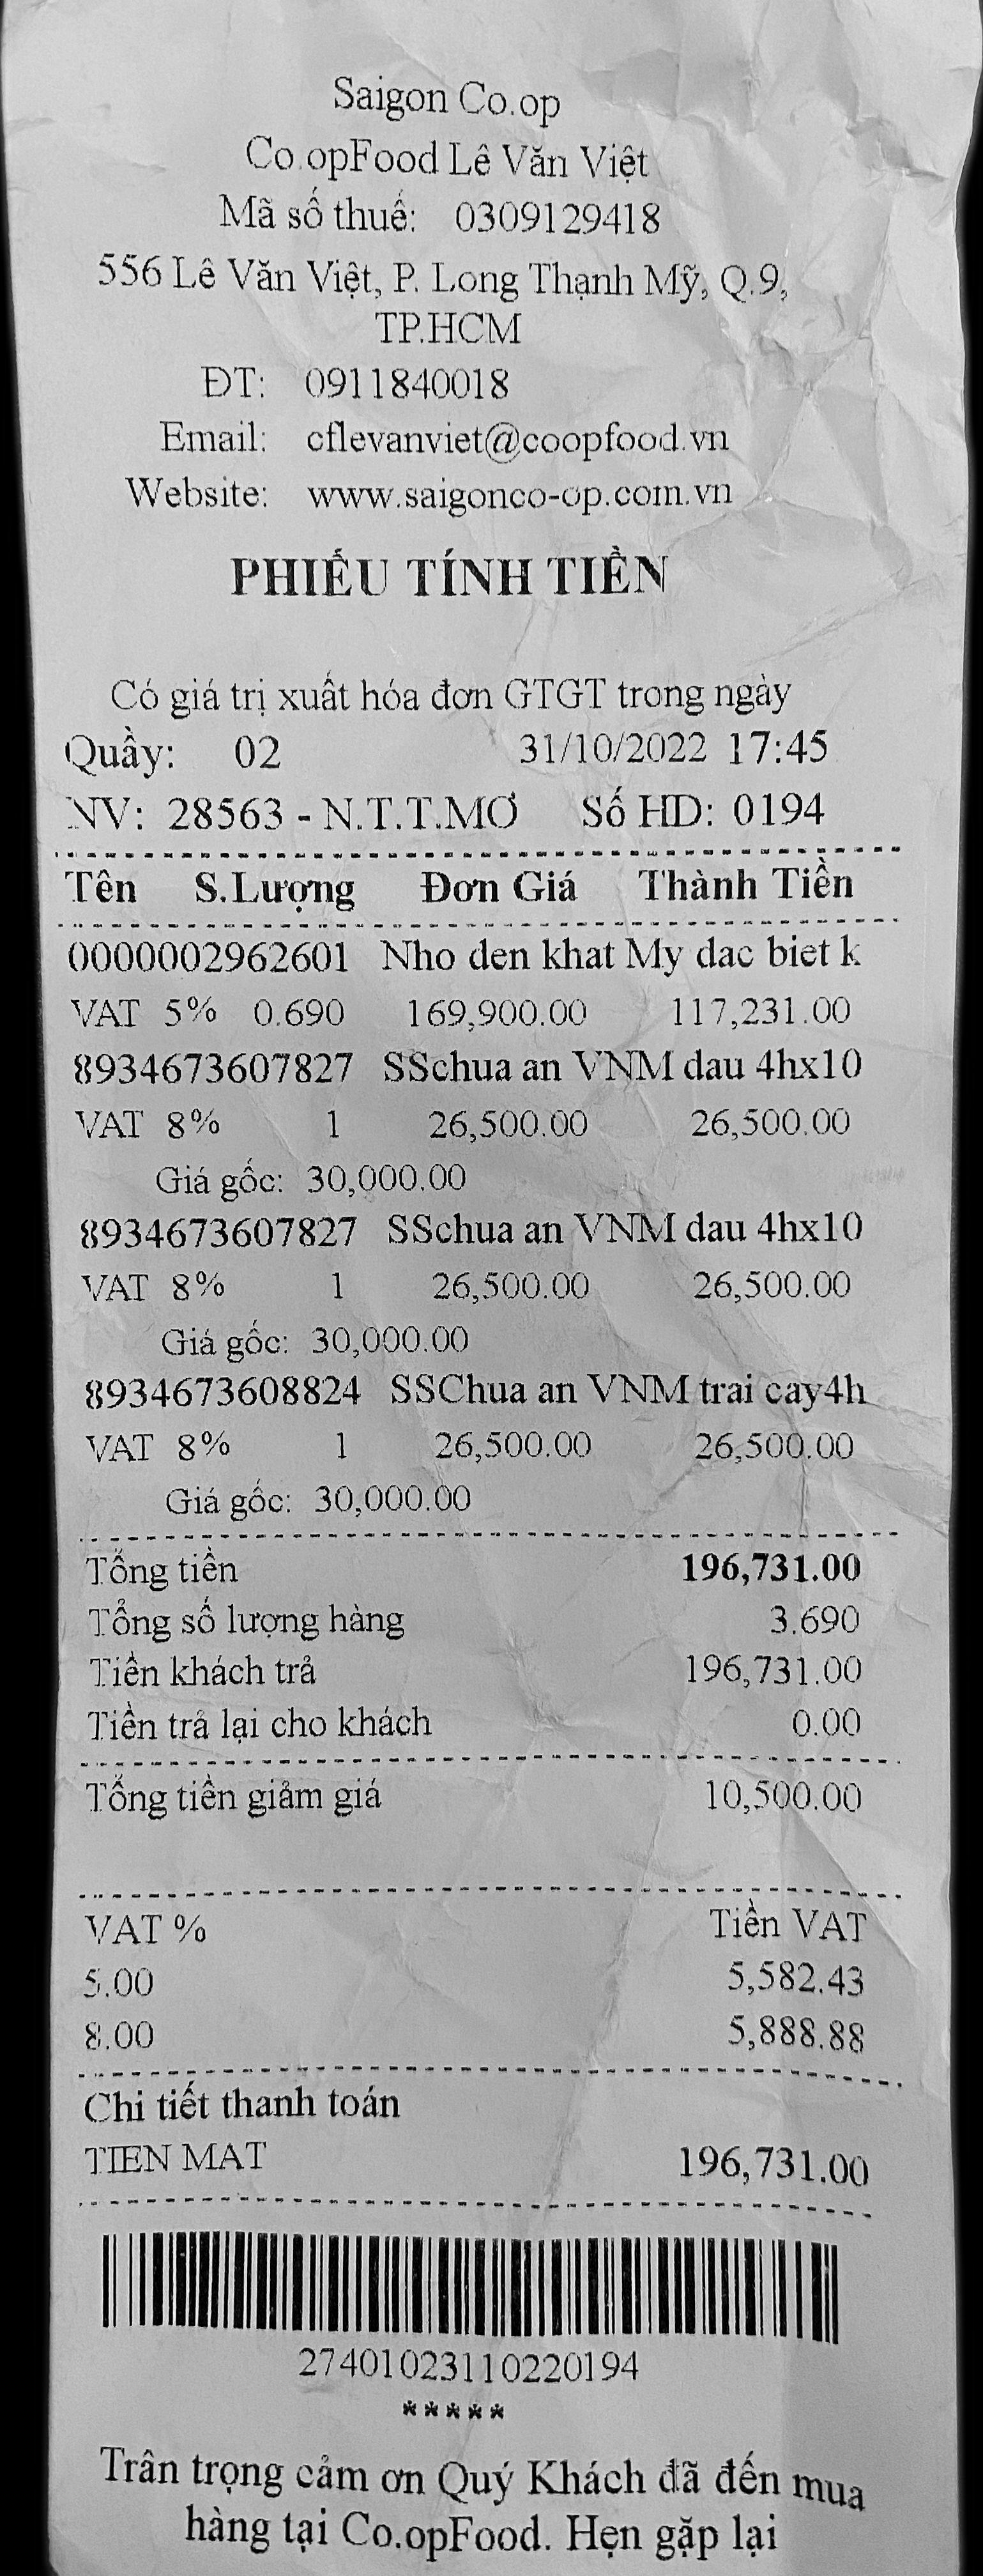 Saigon Co.op
Co.opFood Lê Văn Việt
Mã số thuế: 0309129418
556 Lê Văn Việt, P. Long Thạnh Mỹ, Q.9,
TP.HCM
ĐT: 0911840018
Email: cflevanviet@coopfood.vn
Website: www.saigonco-op.com.vn
PHIẾU TÍNH TIỀN
Có giá trị xuất hóa đơn GTGT trong ngày
Quầy: 02 31/10/2022 17:45
NV: 28563 - N.T.T.MƠ Số HD: 0194
Tên S.Lượng Đơn Giá Thành Tiền
0000002962601 Nho den khat My dac biet k
VAT 5% 0.690 169,900.00 117,231.00
8934673607827 SSchua an VNM dau 4hx10
VAT 8% 1 26,500.00 26,500.00
Giá gốc: 30,000.00
8934673607827 SSchua an VNM dau 4hx10
VAT 8% 1 26,500.00 26,500.00
Giá gốc: 30,000.00
8934673608824 SSChua an VNM trai cay4h
VAT 8% 1 26,500.00 26,500.00
Giá gốc: 30,000.00
Tổng tiền 196,731.00
Tổng số lượng hàng 3.690
Tiền khách trả 196,731.00
Tiền trả lại cho khách 0.00
Tổng tiền giảm giá 10,500.00
VAT % Tiền VAT
5.00 5,582.43
8.00 5,888.88
Chi tiết thanh toán
TIEN MAT 196,731.00
27401023110220194
*****
Trân trọng cảm ơn Quý Khách đã đến mua
hàng tại Co.opFood. Hẹn gặp lại